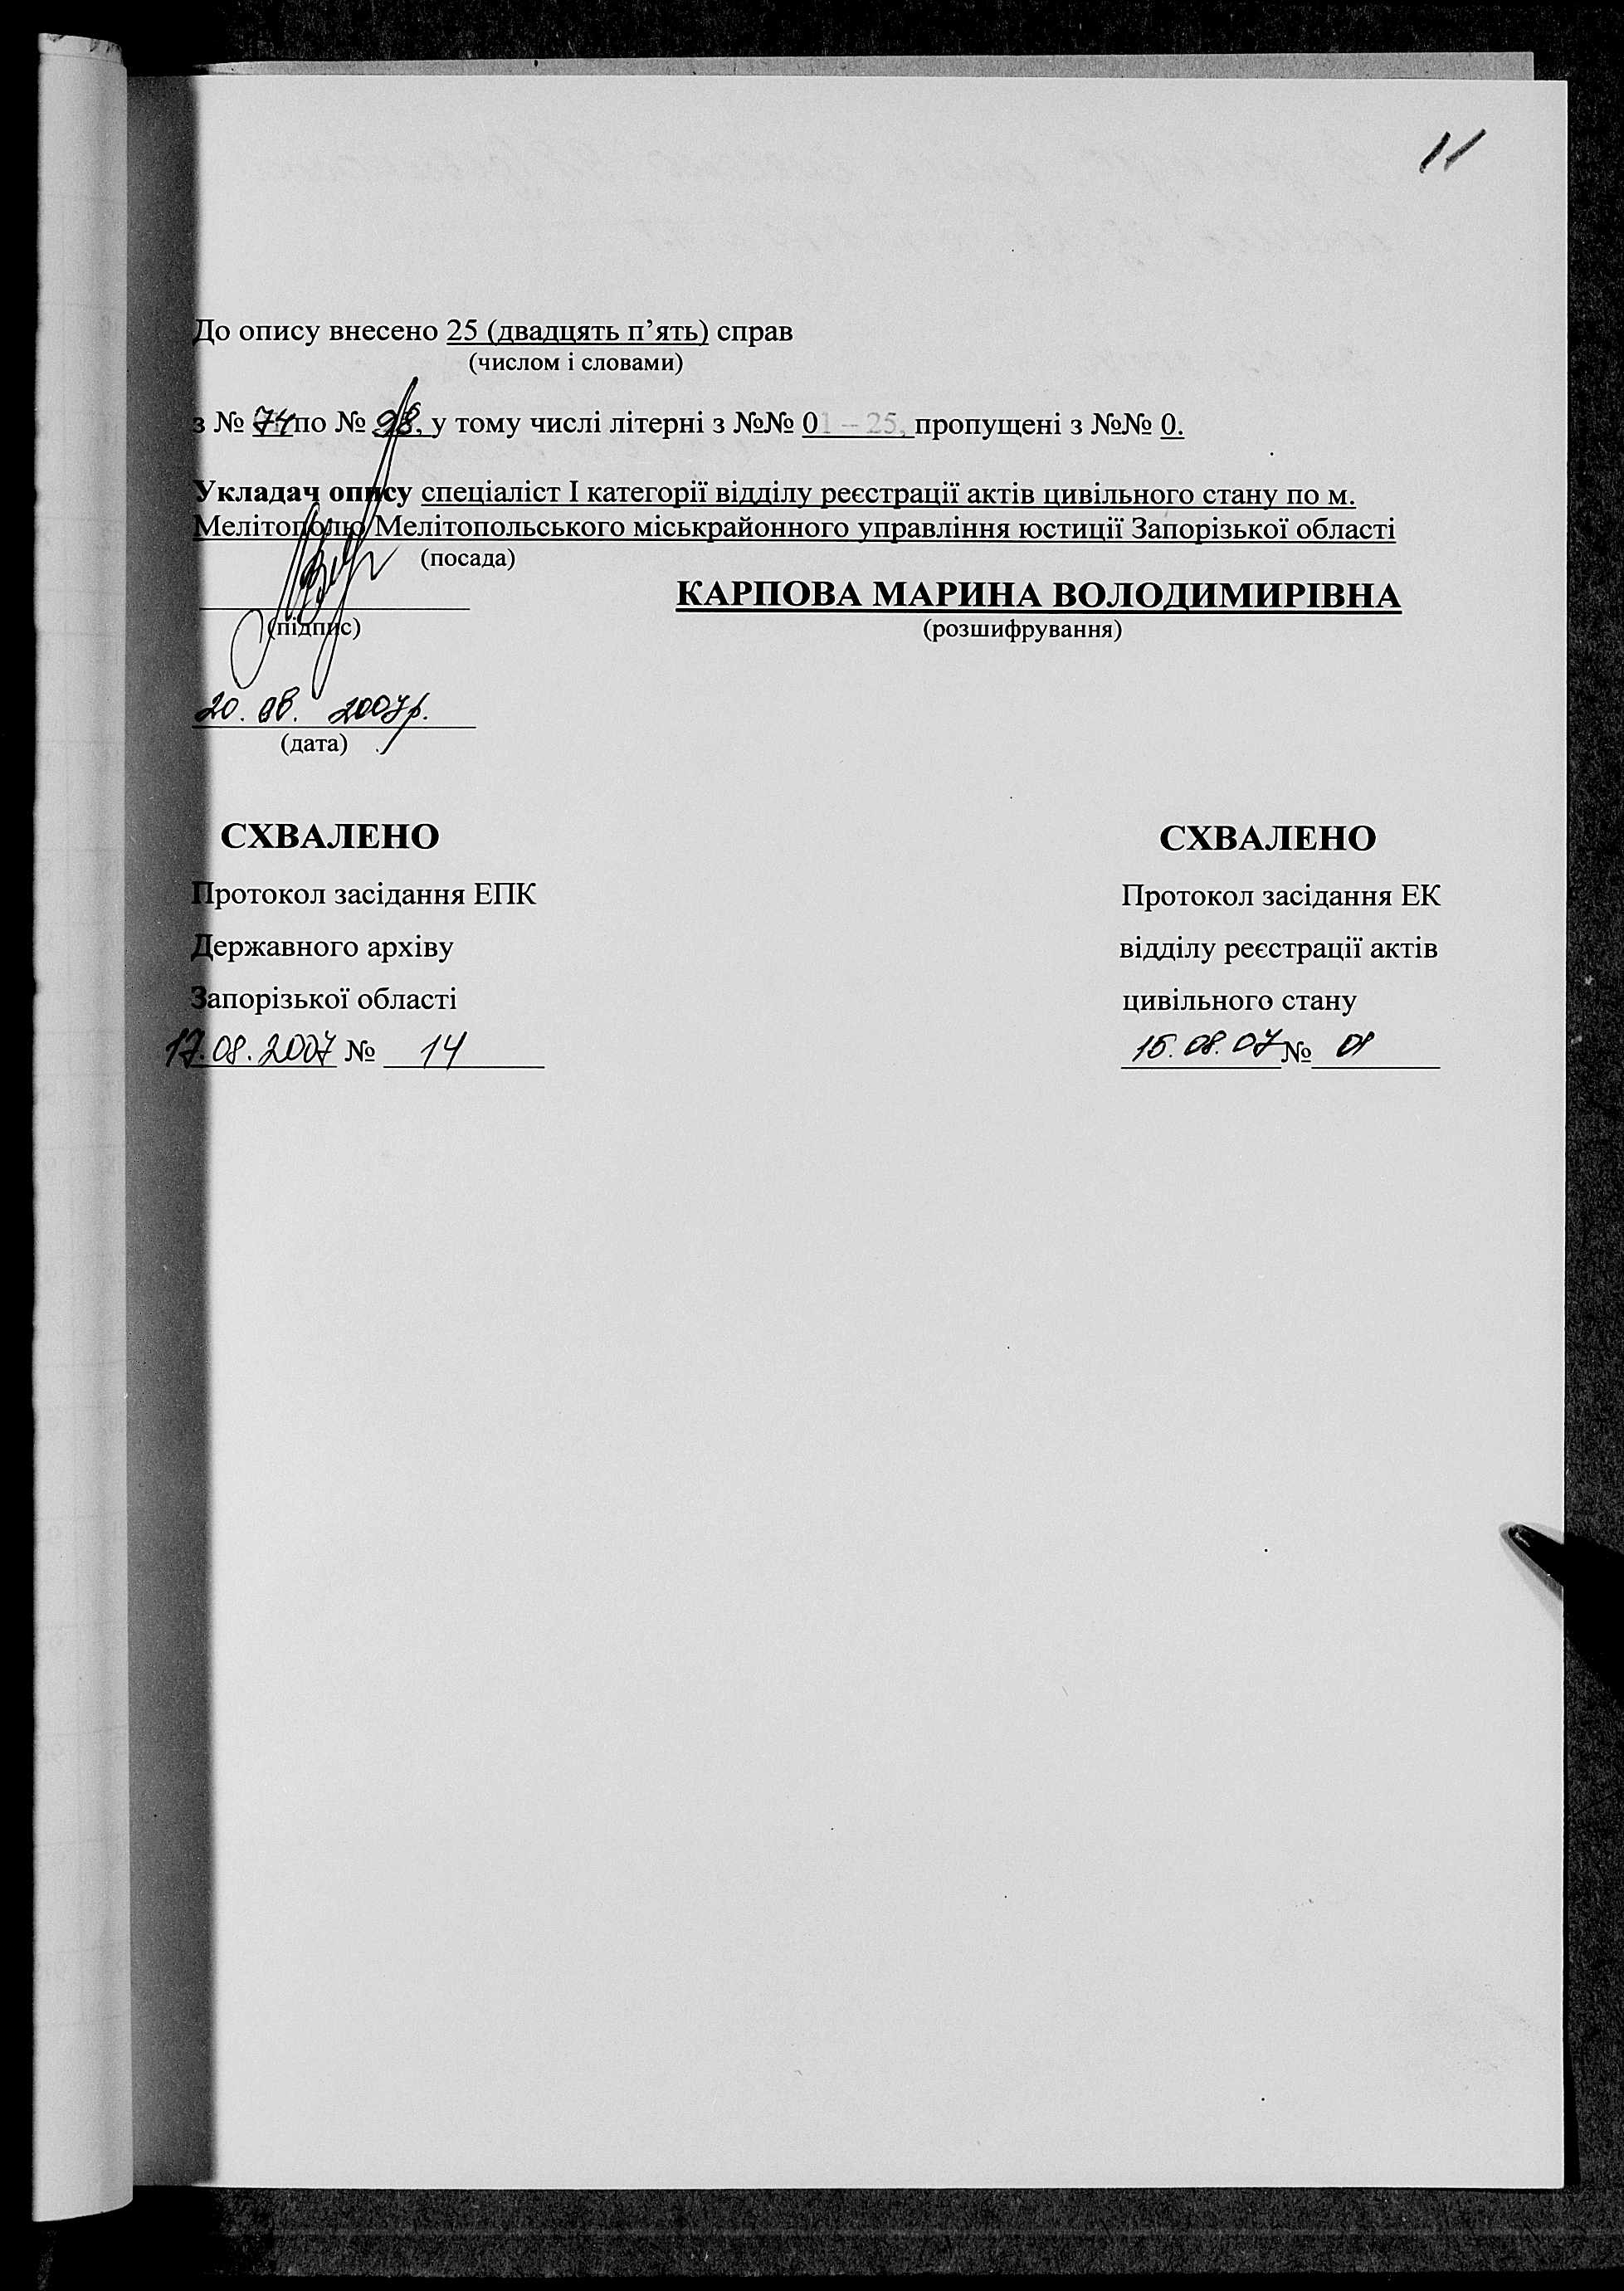 11
До опису внесено 25 (двадцять п’ять) справ
(числом і словами)
з № 74 по № 98, у тому числі літерні з №№ 01 – 25, пропущені з №№ 0.
Укладач опису спеціаліст І категорії відділу реєстрації актів цивільного стану по м.
Мелітополю Мелітопольського міськрайонного управління юстиції Запорізької області
(посада)
КАРПОВА МАРИНА ВОЛОДИМИРІВНА
(підпис) (розшифрування)
20. 08. 2007р.
(дата)
СХВАЛЕНО
Протокол засідання ЕПК
Державного архіву
Запорізької області
17.08.2007 № 14
СХВАЛЕНО
Протокол засідання ЕК
відділу реєстрації актів
цивільного стану
15.08.07 № 01